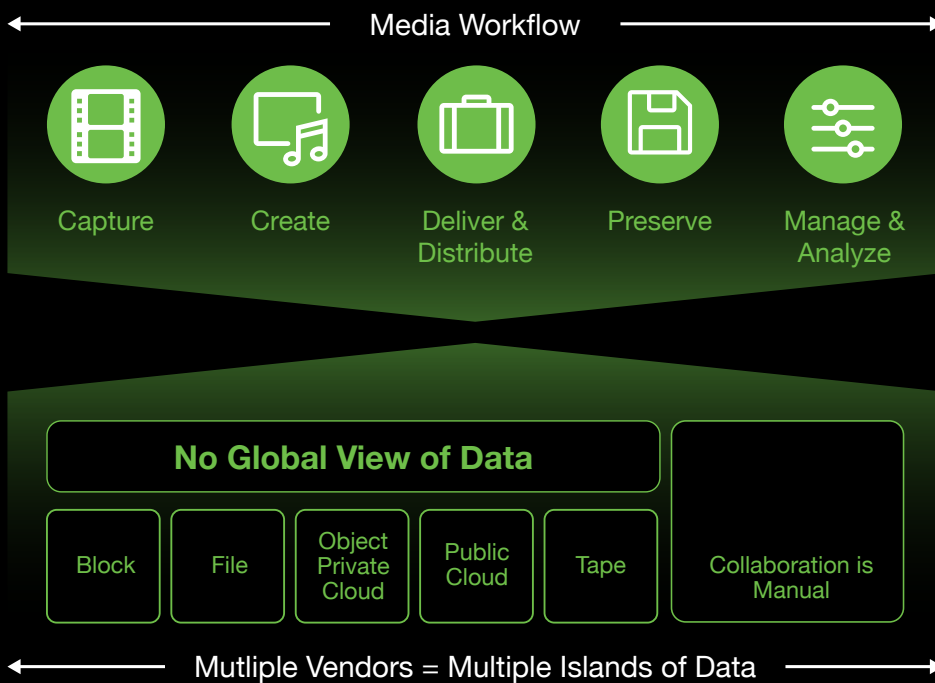 Media Workflow
Capture
Create
Deliver &
Distribute
Preserve
Manage &
Analyze
No Global View of Data
Block
File
Object
Private
Cloud
Public
Cloud
Tape
Collaboration is
Manual
Mutliple Vendors = Multiple Islands of Data